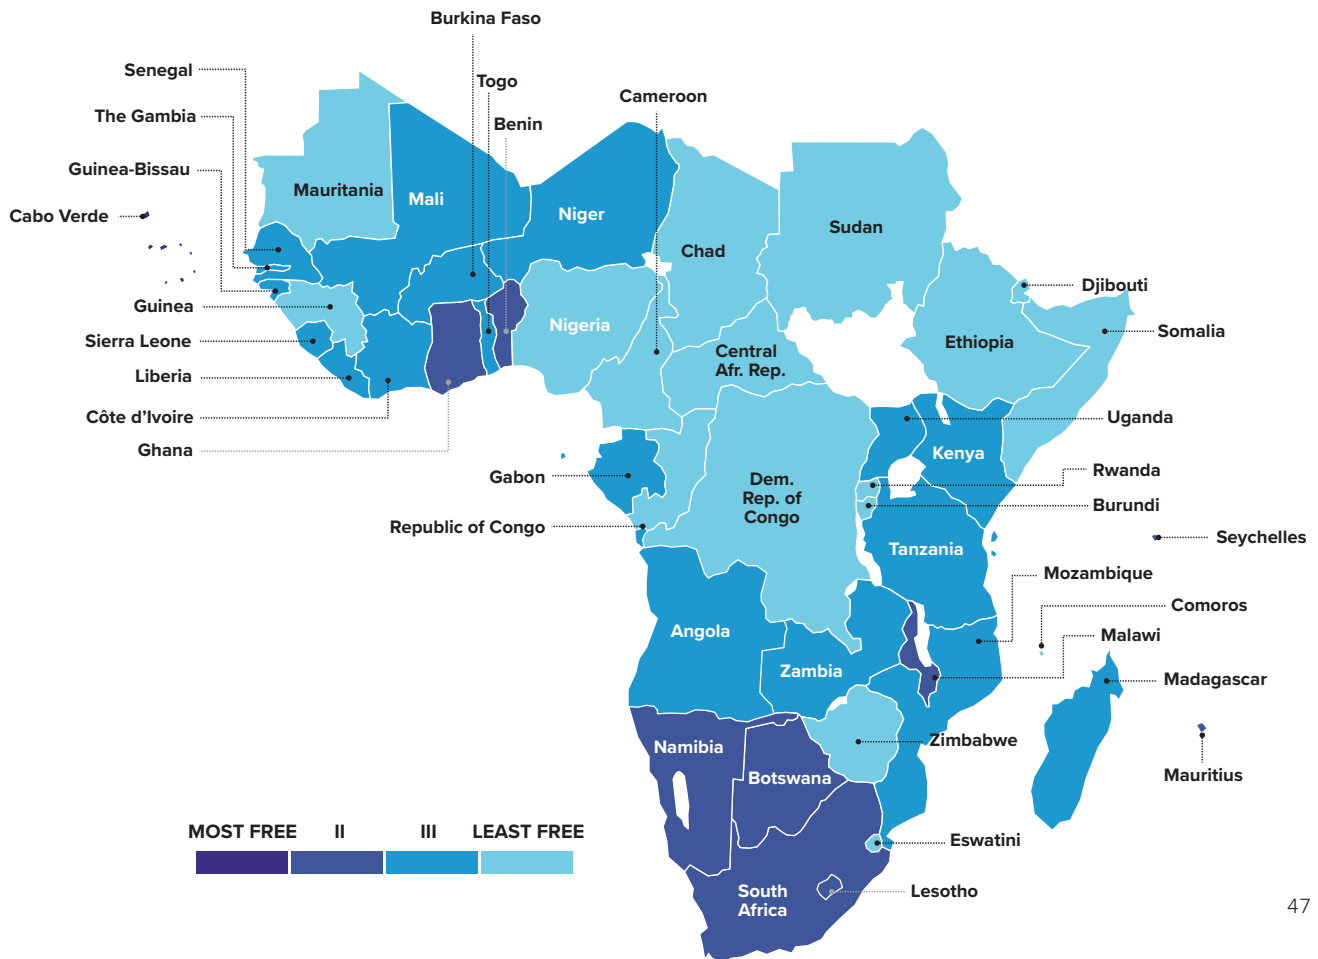 Burkina Faso
Senegal
Togo
Cameroon
The Gambia
Benin
Guinea-Bissau
Mauritania
Mali
Cabo Verde
Niger
Sudan
Chad
Djibouti
Guinea
Nigeria
Somalia
Sierra Leone
Ethiopia
Central
Afr. Rep.
Liberia
Côte d’Ivoire
Uganda
Ghana
Kenya
Rwanda
Gabon
Dem.
Rep. of
Congo
Burundi
Republic of Congo
Seychelles
Tanzania
Mozambique
Comoros
Angola
Malawi
Zambia
Madagascar
Zimbabwe
Namibia
Mauritius
Botswana
MOST FREE II III LEAST FREE
Eswatini
South
Africa
Lesotho
47